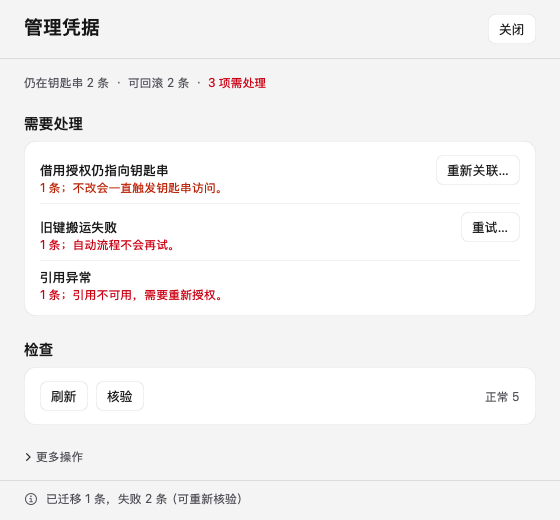 管理凭据
关闭
仍在钥匙串 2 条 · 可回滚 2 条 · 3 项需处理
需要处理
借用授权仍指向钥匙串
重新关联…
1 条；不改会一直触发钥匙串访问。
旧键搬运失败
重试…
1 条；自动流程不会再试。
引用异常
1 条；引用不可用，需要重新授权。
检查
刷新
核验
正常 5
更多操作
已迁移 1 条，失败 2 条（可重新核验）